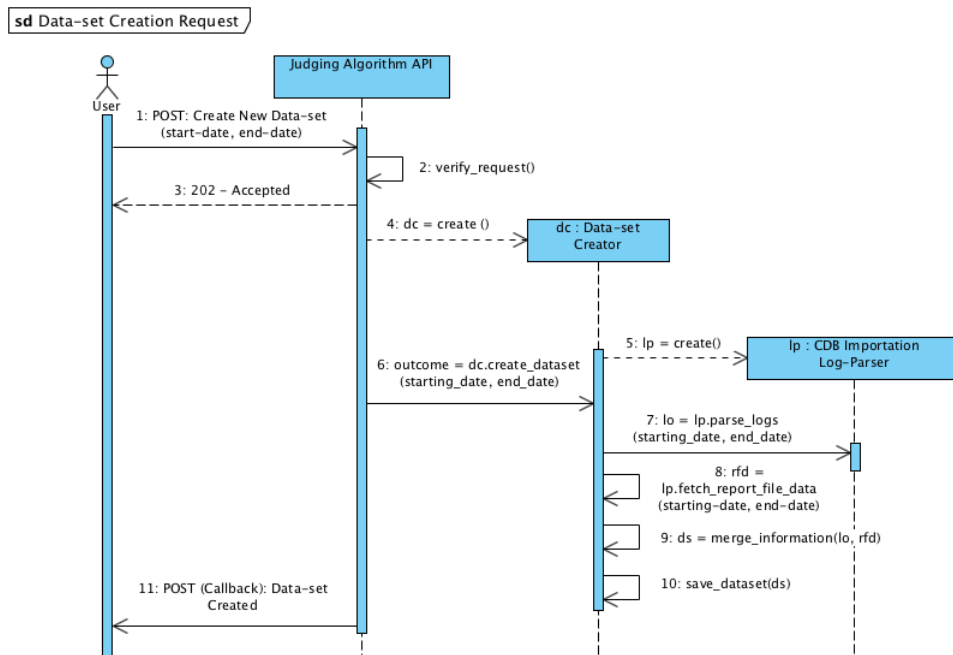 sd Data-set Creation Request
Judging Algorithm API
User
1: POST: Create New Data-set
(start-date, end-date)
2: verify_request()
3: 202 - Accepted
4: dc = create ()
dc : Data-set
Creator
5: lp = create()
lp : CDB Importation
Log-Parser
6: outcome = dc.create_dataset
(starting_date, end_date)
7: lo = lp.parse_logs
(starting_date, end_date)
8: rfd =
lp.fetch_report_file_data
(starting-date, end-date)
9: ds = merge_information(lo, rfd)
10: save_dataset(ds)
11: POST (Callback): Data-set
Created